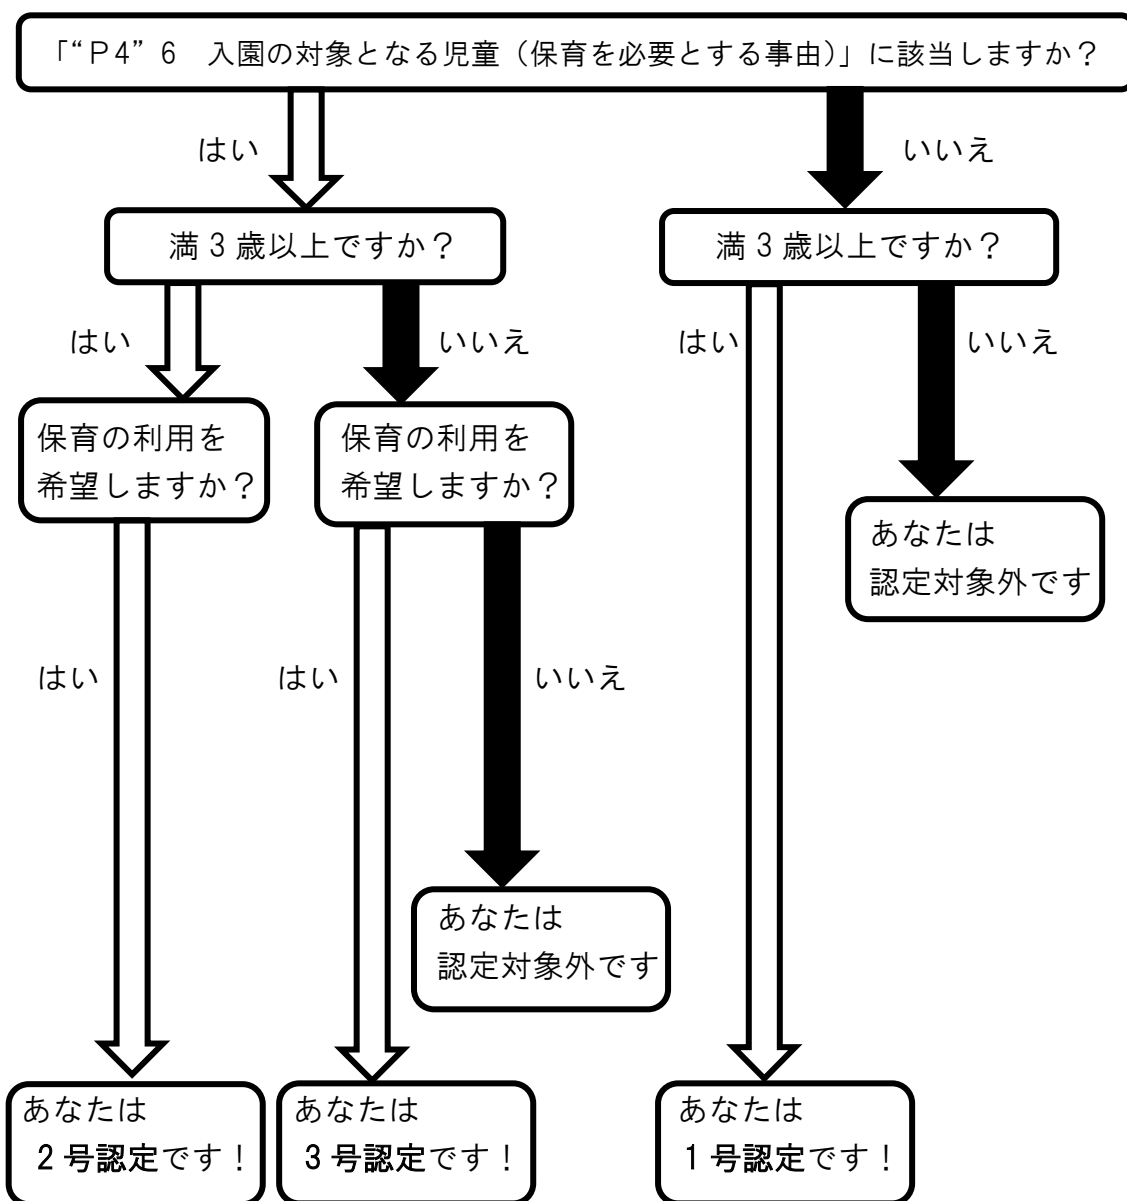 「“P4”６　入園の対象となる児童（保育を必要とする事由）」に該当しますか？
はい
いいえ
満３歳以上ですか？
満３歳以上ですか？
はい
いいえ
はい
いいえ
保育の利用を
希望しますか？
保育の利用を
希望しますか？
あなたは
認定対象外です
はい
はい
いいえ
あなたは
認定対象外です
あなたは
２号認定です！
あなたは
３号認定です！
あなたは
１号認定です！